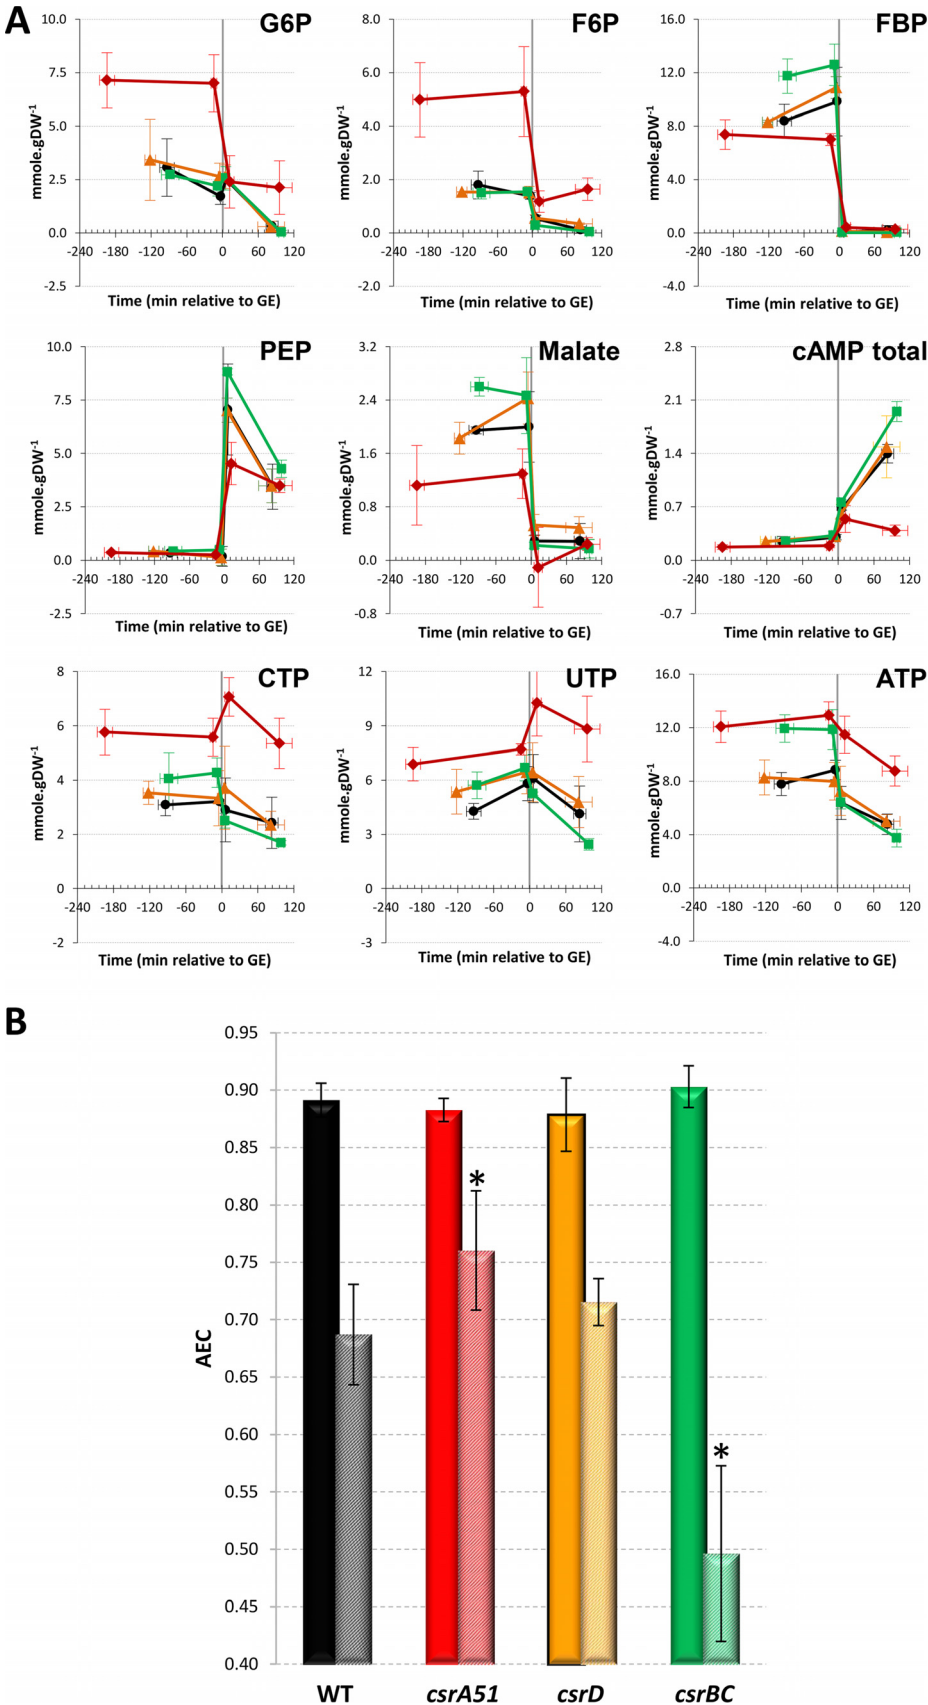 A
G6P
10.0
7.5
5.0
2.5
0.0
-2.5
mmole.gDW-1
-240 -180 -120 -60 0 60 120
Time (min relative to GE)
F6P
8.0
6.0
4.0
2.0
0.0
-2.0
mmole.gDW-1
-240 -180 -120 -60 0 60 120
Time (min relative to GE)
FBP
16.0
12.0
8.0
4.0
0.0
-4.0
mmole.gDW-1
-240 -180 -120 -60 0 60 120
Time (min relative to GE)
PEP
10.0
7.5
5.0
2.5
0.0
-2.5
mmole.gDW-1
-240 -180 -120 -60 0 60 120
Time (min relative to GE)
Malate
3.2
2.4
1.6
0.8
0.0
-0.8
mmole.gDW-1
-240 -180 -120 -60 0 60 120
Time (min relative to GE)
cAMP total
2.8
2.1
1.4
0.7
0.0
-0.7
mmole.gDW-1
-240 -180 -120 -60 0 60 120
Time (min relative to GE)
CTP
8
6
4
2
0
-2
mmole.gDW-1
-240 -180 -120 -60 0 60 120
Time (min relative to GE)
UTP
12
9
6
3
0
-3
mmole.gDW-1
-240 -180 -120 -60 0 60 120
Time (min relative to GE)
ATP
16.0
12.0
8.0
4.0
0.0
-4.0
mmole.gDW-1
-240 -180 -120 -60 0 60 120
Time (min relative to GE)
B
0.95
0.90
0.85
0.80
0.75
0.70
0.65
0.60
0.55
0.50
0.45
0.40
AEC
*
*
WT csrA51 csrD csrBC